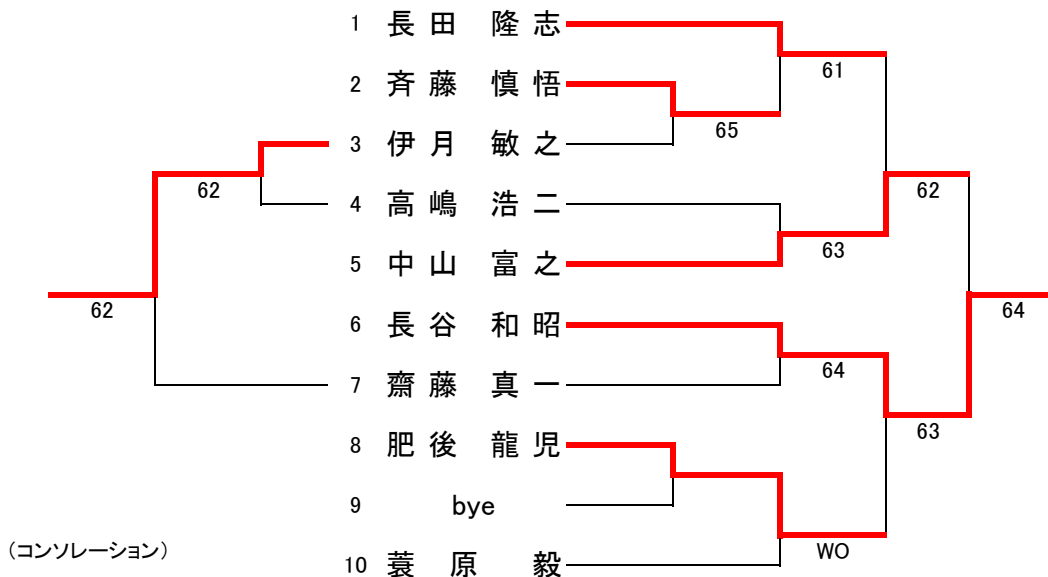 1 長田 隆志
61
2 斉藤 慎悟
65
3 伊月 敏之
62
62
4 高嶋 浩二
63
5 中山 富之
62
64
6 長谷 和昭
64
7 齋藤 真一
63
8 肥後 龍児
9 bye
(コンソレーション)
WO
10 蓑原 毅